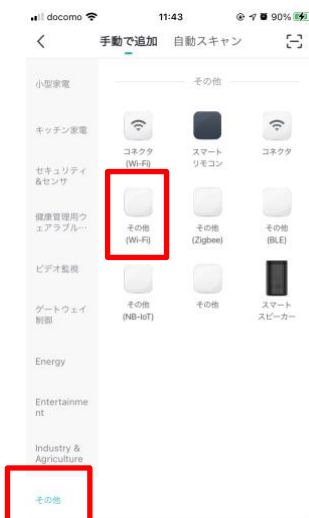 docomo 11:43 90%
手動で追加 自動スキャン
小型家電
キッチン家電
セキュリティ
&センサ
健康管理用ウ
ェアラブル…
ビデオ監視
ゲートウェイ
制御
Energy
Entertainme
nt
Industry &
Agriculture
その他
その他
コネクタ
(Wi-Fi)
スマート
リモコン
コネクタ
その他
(Wi-Fi)
その他
(Zigbee)
その他
(BLE)
その他
(NB-IoT)
その他
スマート
スピーカー